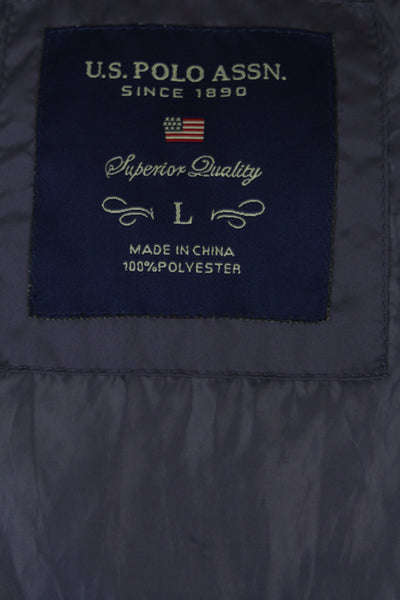 U.S. POLO ASSN.
SINCE 1890
Superior Quality
L
MADE IN CHINA
100%POLYESTER